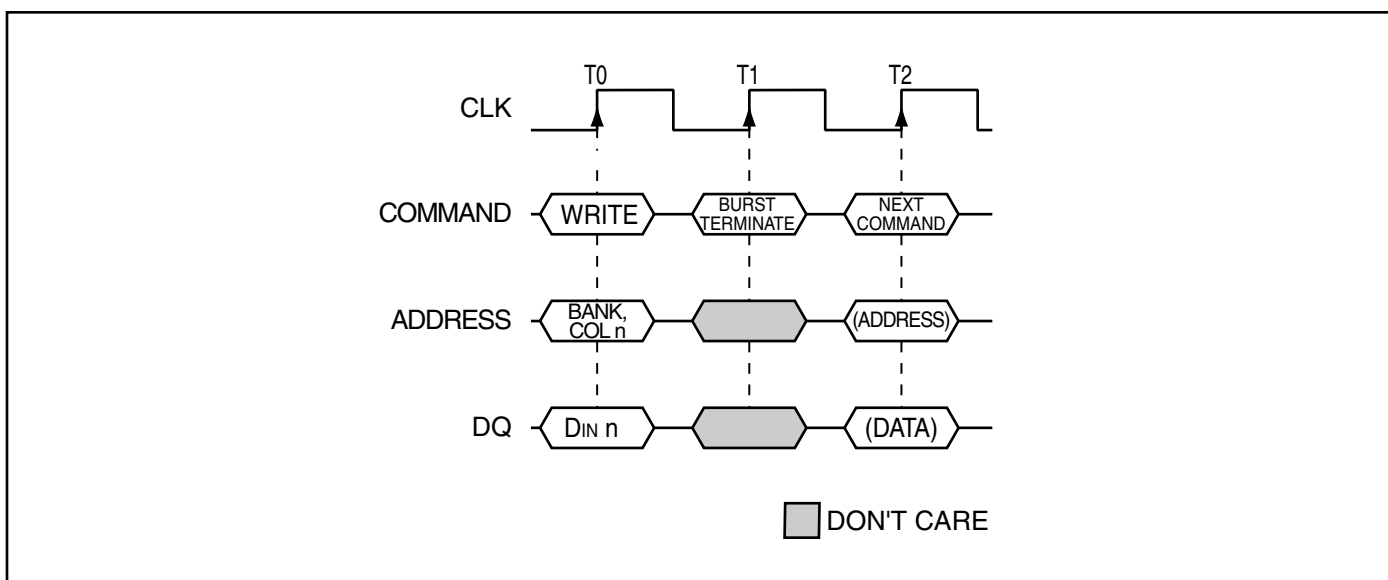 T0 T1 T2
CLK
COMMAND WRITE BURST TERMINATE NEXT COMMAND
ADDRESS BANK, COL n (ADDRESS)
DQ DIN n (DATA)
DON'T CARE